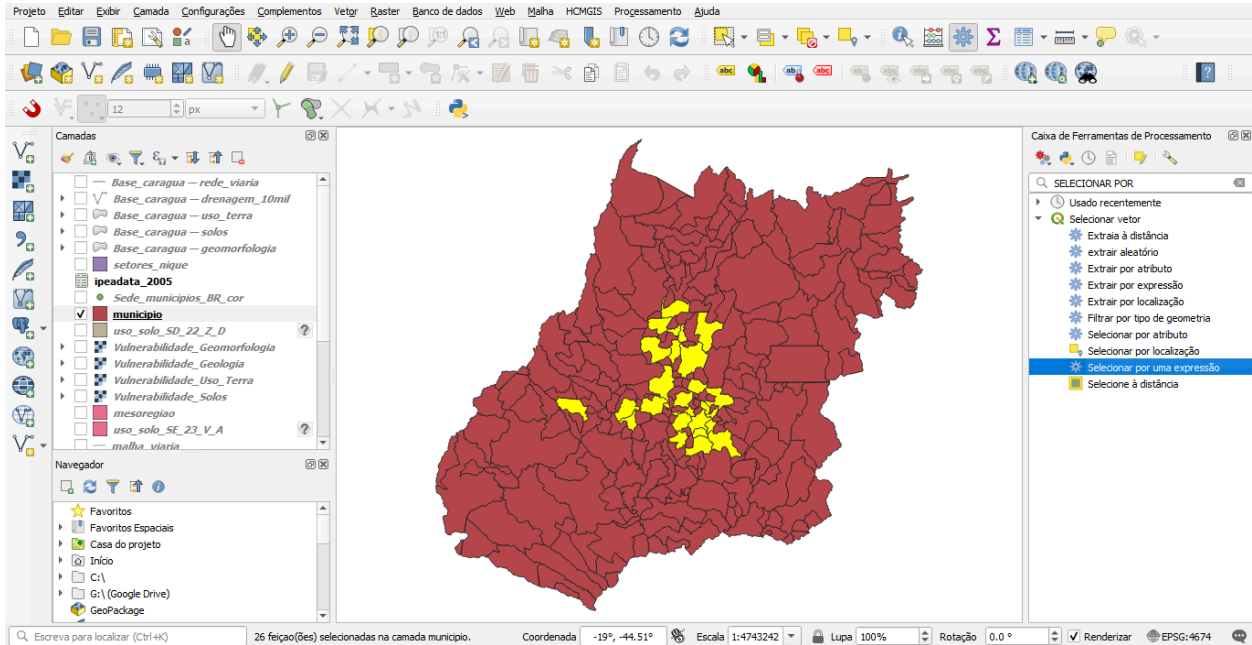 Projeto Editar Exibir Camada Configurações Complementos Vetor Raster Banco de dados Web Malha HCMGIS Processamento Ajuda
abc ab abc
12 px
Camadas
Base_caragua — rede_viaria
Base_caragua — drenagem_10mil
Base_caragua — uso_terra
Base_caragua — solos
Base_caragua — geomorfologia
setores_nique
ipeadata_2005
Sede_municipios_BR_cor
municipio
uso_solo_SD_22_Z_D ?
Vulnerabilidade_Geomorfologia
Vulnerabilidade_Geologia
Vulnerabilidade_Uso_Terra
Vulnerabilidade_Solos
mesoregiao
uso_solo_SE_23_V_A ?
malha_viaria
Navegador
Favoritos
Favoritos Espaciais
Casa do projeto
Início
C:\
G:\ (Google Drive)
GeoPackage
Caixa de Ferramentas de Processamento
SELECIONAR POR
Usado recentemente
Selecionar vetor
Extraia à distância
extrair aleatório
Extrair por atributo
Extrair por expressão
Extrair por localização
Filtrar por tipo de geometria
Selecionar por atributo
Selecionar por localização
Selecionar por uma expressão
Selecione à distância
Escreva para localizar (Ctrl+K) 26 feiçao(ões) selecionadas na camada municipio. Coordenada -19°, -44.51° Escala 1:4743242 Lupa 100% Rotação 0.0 ° Renderizar EPSG:4674